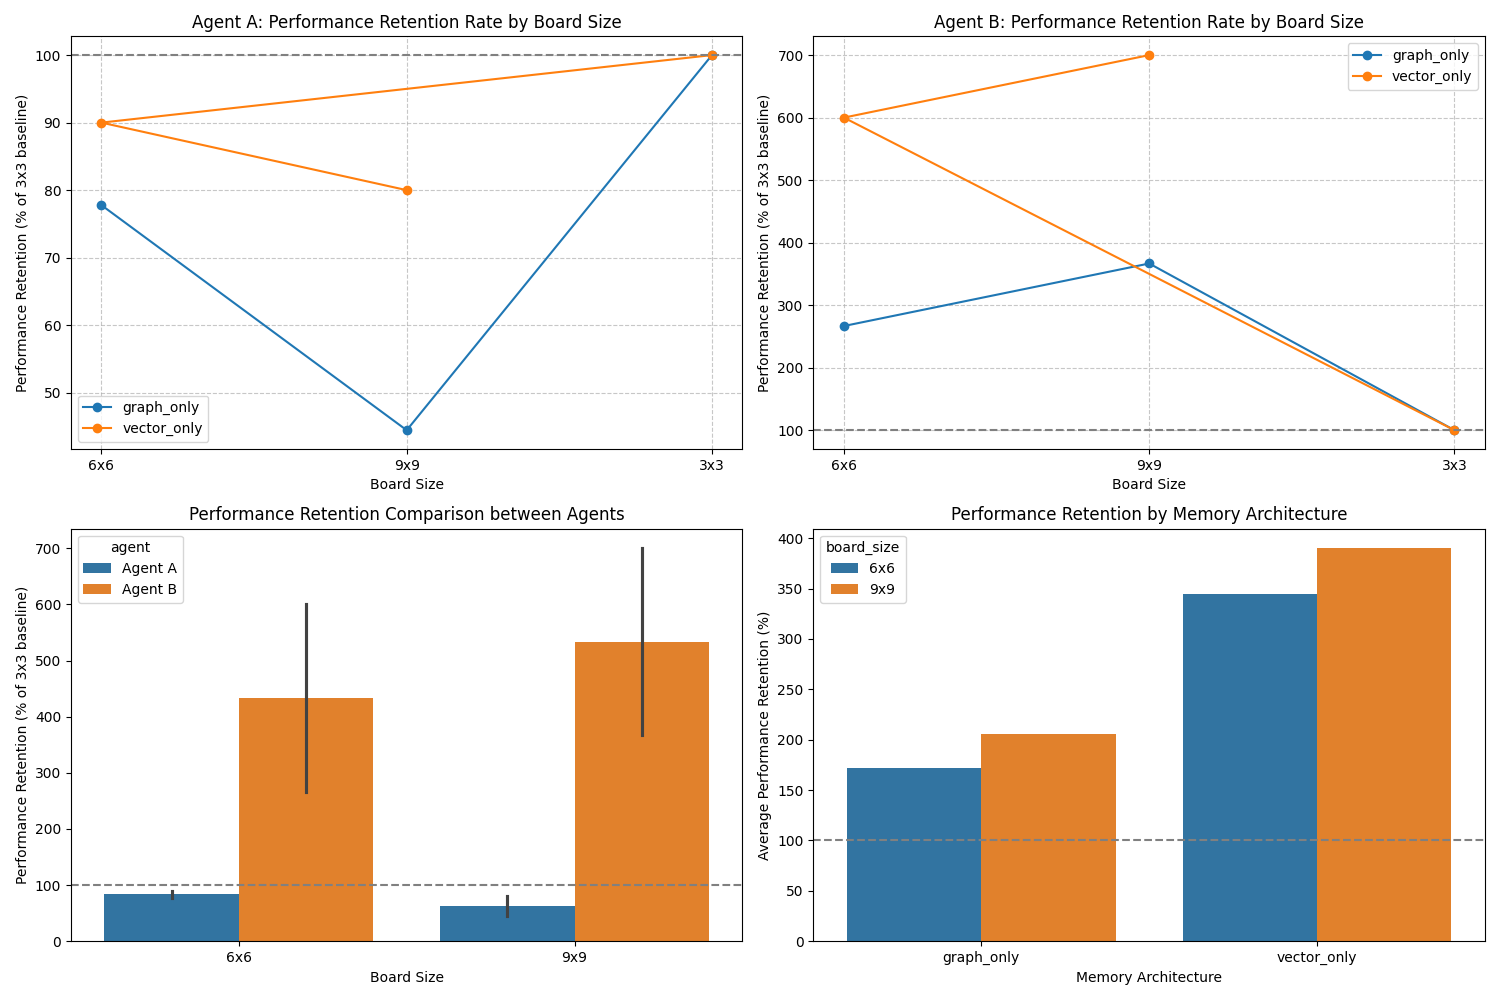 Agent A: Performance Retention Rate by Board Size
Performance Retention (% of 3x3 baseline)
100
90
80
70
60
50
graph_only
vector_only
6x6
9x9
3x3
Board Size
Agent B: Performance Retention Rate by Board Size
Performance Retention (% of 3x3 baseline)
700
600
500
400
300
200
100
graph_only
vector_only
6x6
9x9
3x3
Board Size
Performance Retention Comparison between Agents
Performance Retention (% of 3x3 baseline)
700
600
500
400
300
200
100
0
agent
Agent A
Agent B
6x6
9x9
Board Size
Performance Retention by Memory Architecture
Average Performance Retention (%)
400
350
300
250
200
150
100
50
0
board_size
6x6
9x9
graph_only
vector_only
Memory Architecture